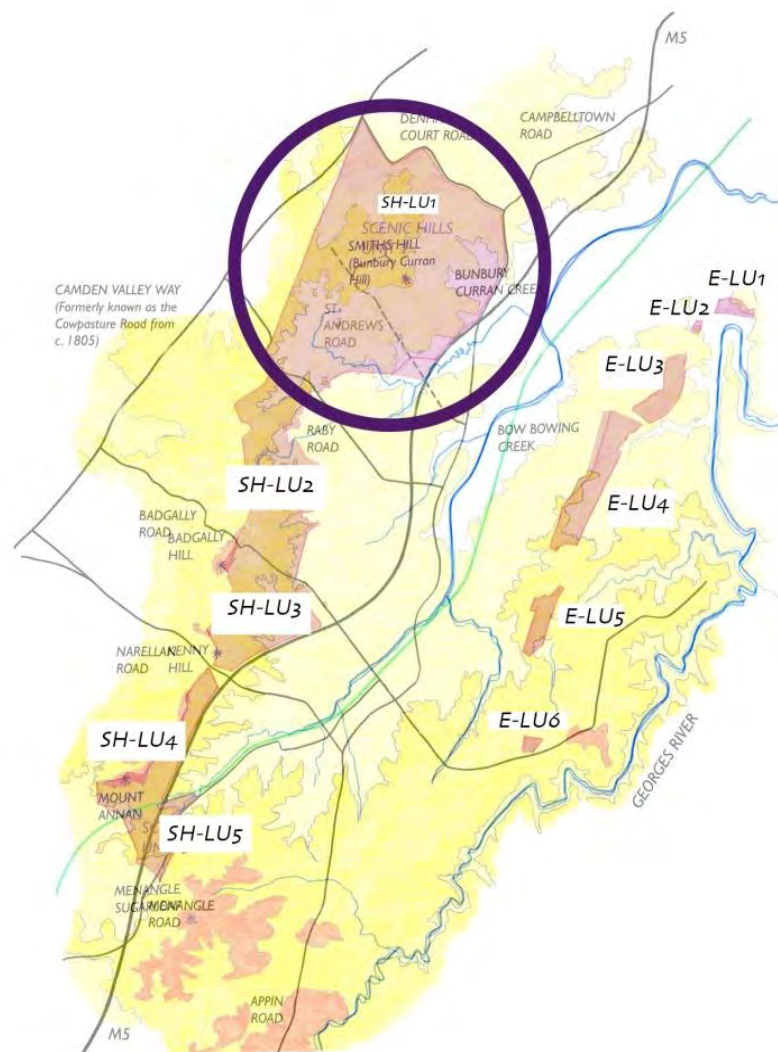 M5
DENHAM
COURT ROAD
CAMPBELLTOWN
ROAD
SH-LU1
SCENIC HILLS
SMITHS HILL
(Bunbury Curran
Hill)
BUNBURY
CURRAN CREEK
E-LU1
E-LU2
CAMDEN VALLEY WAY
(Formerly known as the
Cowpasture Road from
c. 1805)
ST
ANDREWS
ROAD
E-LU3
RABY
ROAD
BOW BOWING
CREEK
SH-LU2
E-LU4
BADGALLY
ROAD
BADGALLY
HILL
SH-LU3
E-LU5
NARELLAN
ROAD
KENNY
HILL
E-LU6
SH-LU4
GEORGES RIVER
MOUNT
ANNAN
SH-LU5
MENANGLE
SUGARLOAF
MENANGLE
ROAD
APPIN
ROAD
M5